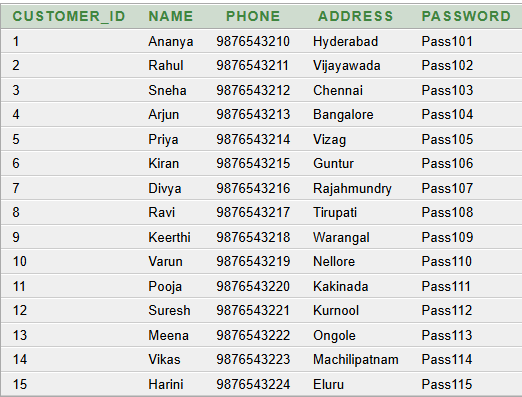 CUSTOMER_ID NAME PHONE ADDRESS PASSWORD
1 Ananya 9876543210 Hyderabad Pass101
2 Rahul 9876543211 Vijayawada Pass102
3 Sneha 9876543212 Chennai Pass103
4 Arjun 9876543213 Bangalore Pass104
5 Priya 9876543214 Vizag Pass105
6 Kiran 9876543215 Guntur Pass106
7 Divya 9876543216 Rajahmundry Pass107
8 Ravi 9876543217 Tirupati Pass108
9 Keerthi 9876543218 Warangal Pass109
10 Varun 9876543219 Nellore Pass110
11 Pooja 9876543220 Kakinada Pass111
12 Suresh 9876543221 Kurnool Pass112
13 Meena 9876543222 Ongole Pass113
14 Vikas 9876543223 Machilipatnam Pass114
15 Harini 9876543224 Eluru Pass115